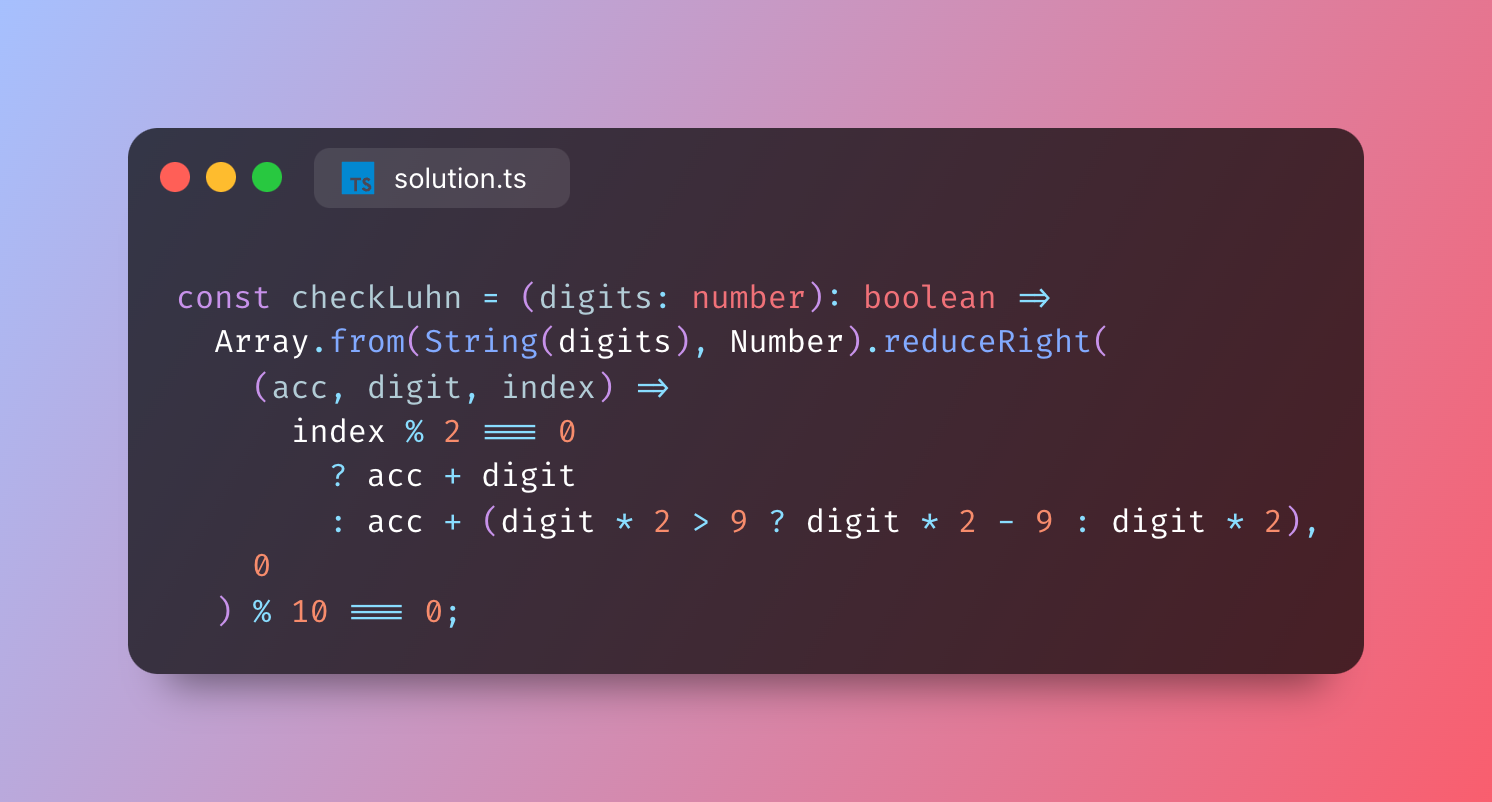 TS solution.ts
const checkLuhn = (digits: number): boolean =>
  Array.from(String(digits), Number).reduceRight(
    (acc, digit, index) =>
      index % 2 === 0
        ? acc + digit
        : acc + (digit * 2 > 9 ? digit * 2 - 9 : digit * 2),
    0
  ) % 10 === 0;